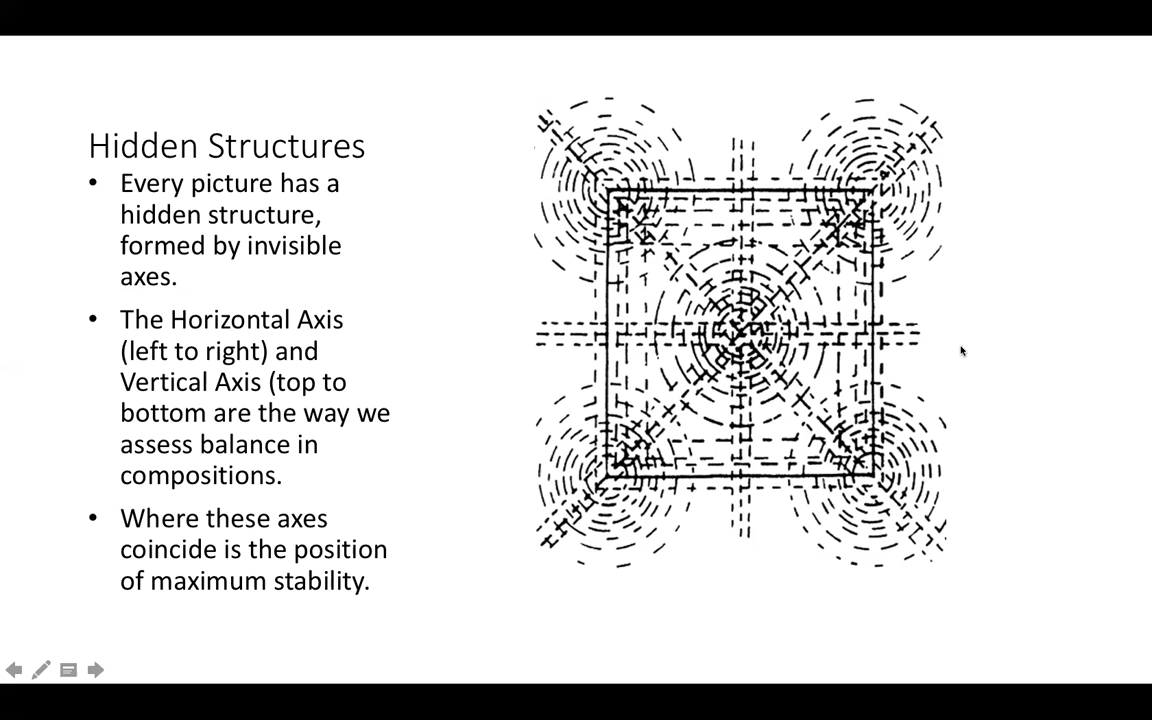 Hidden Structures
• Every picture has a
hidden structure,
formed by invisible
axes.
• The Horizontal Axis
(left to right) and
Vertical Axis (top to
bottom are the way we
assess balance in
compositions.
• Where these axes
coincide is the position
of maximum stability.